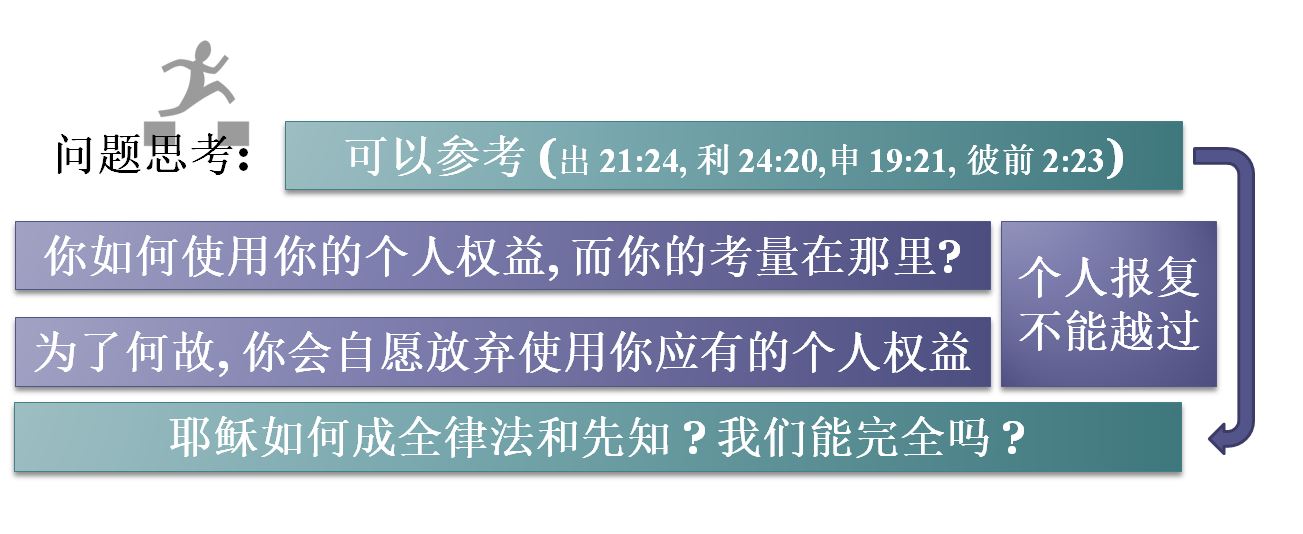 问题思考:
可以参考 (出 21:24, 利 24:20,申 19:21, 彼前 2:23)
你如何使用你的个人权益, 而你的考量在那里?
为了何故, 你会自愿放弃使用你应有的个人权益
个人报复
不能越过
耶稣如何成全律法和先知？我们能完全吗？